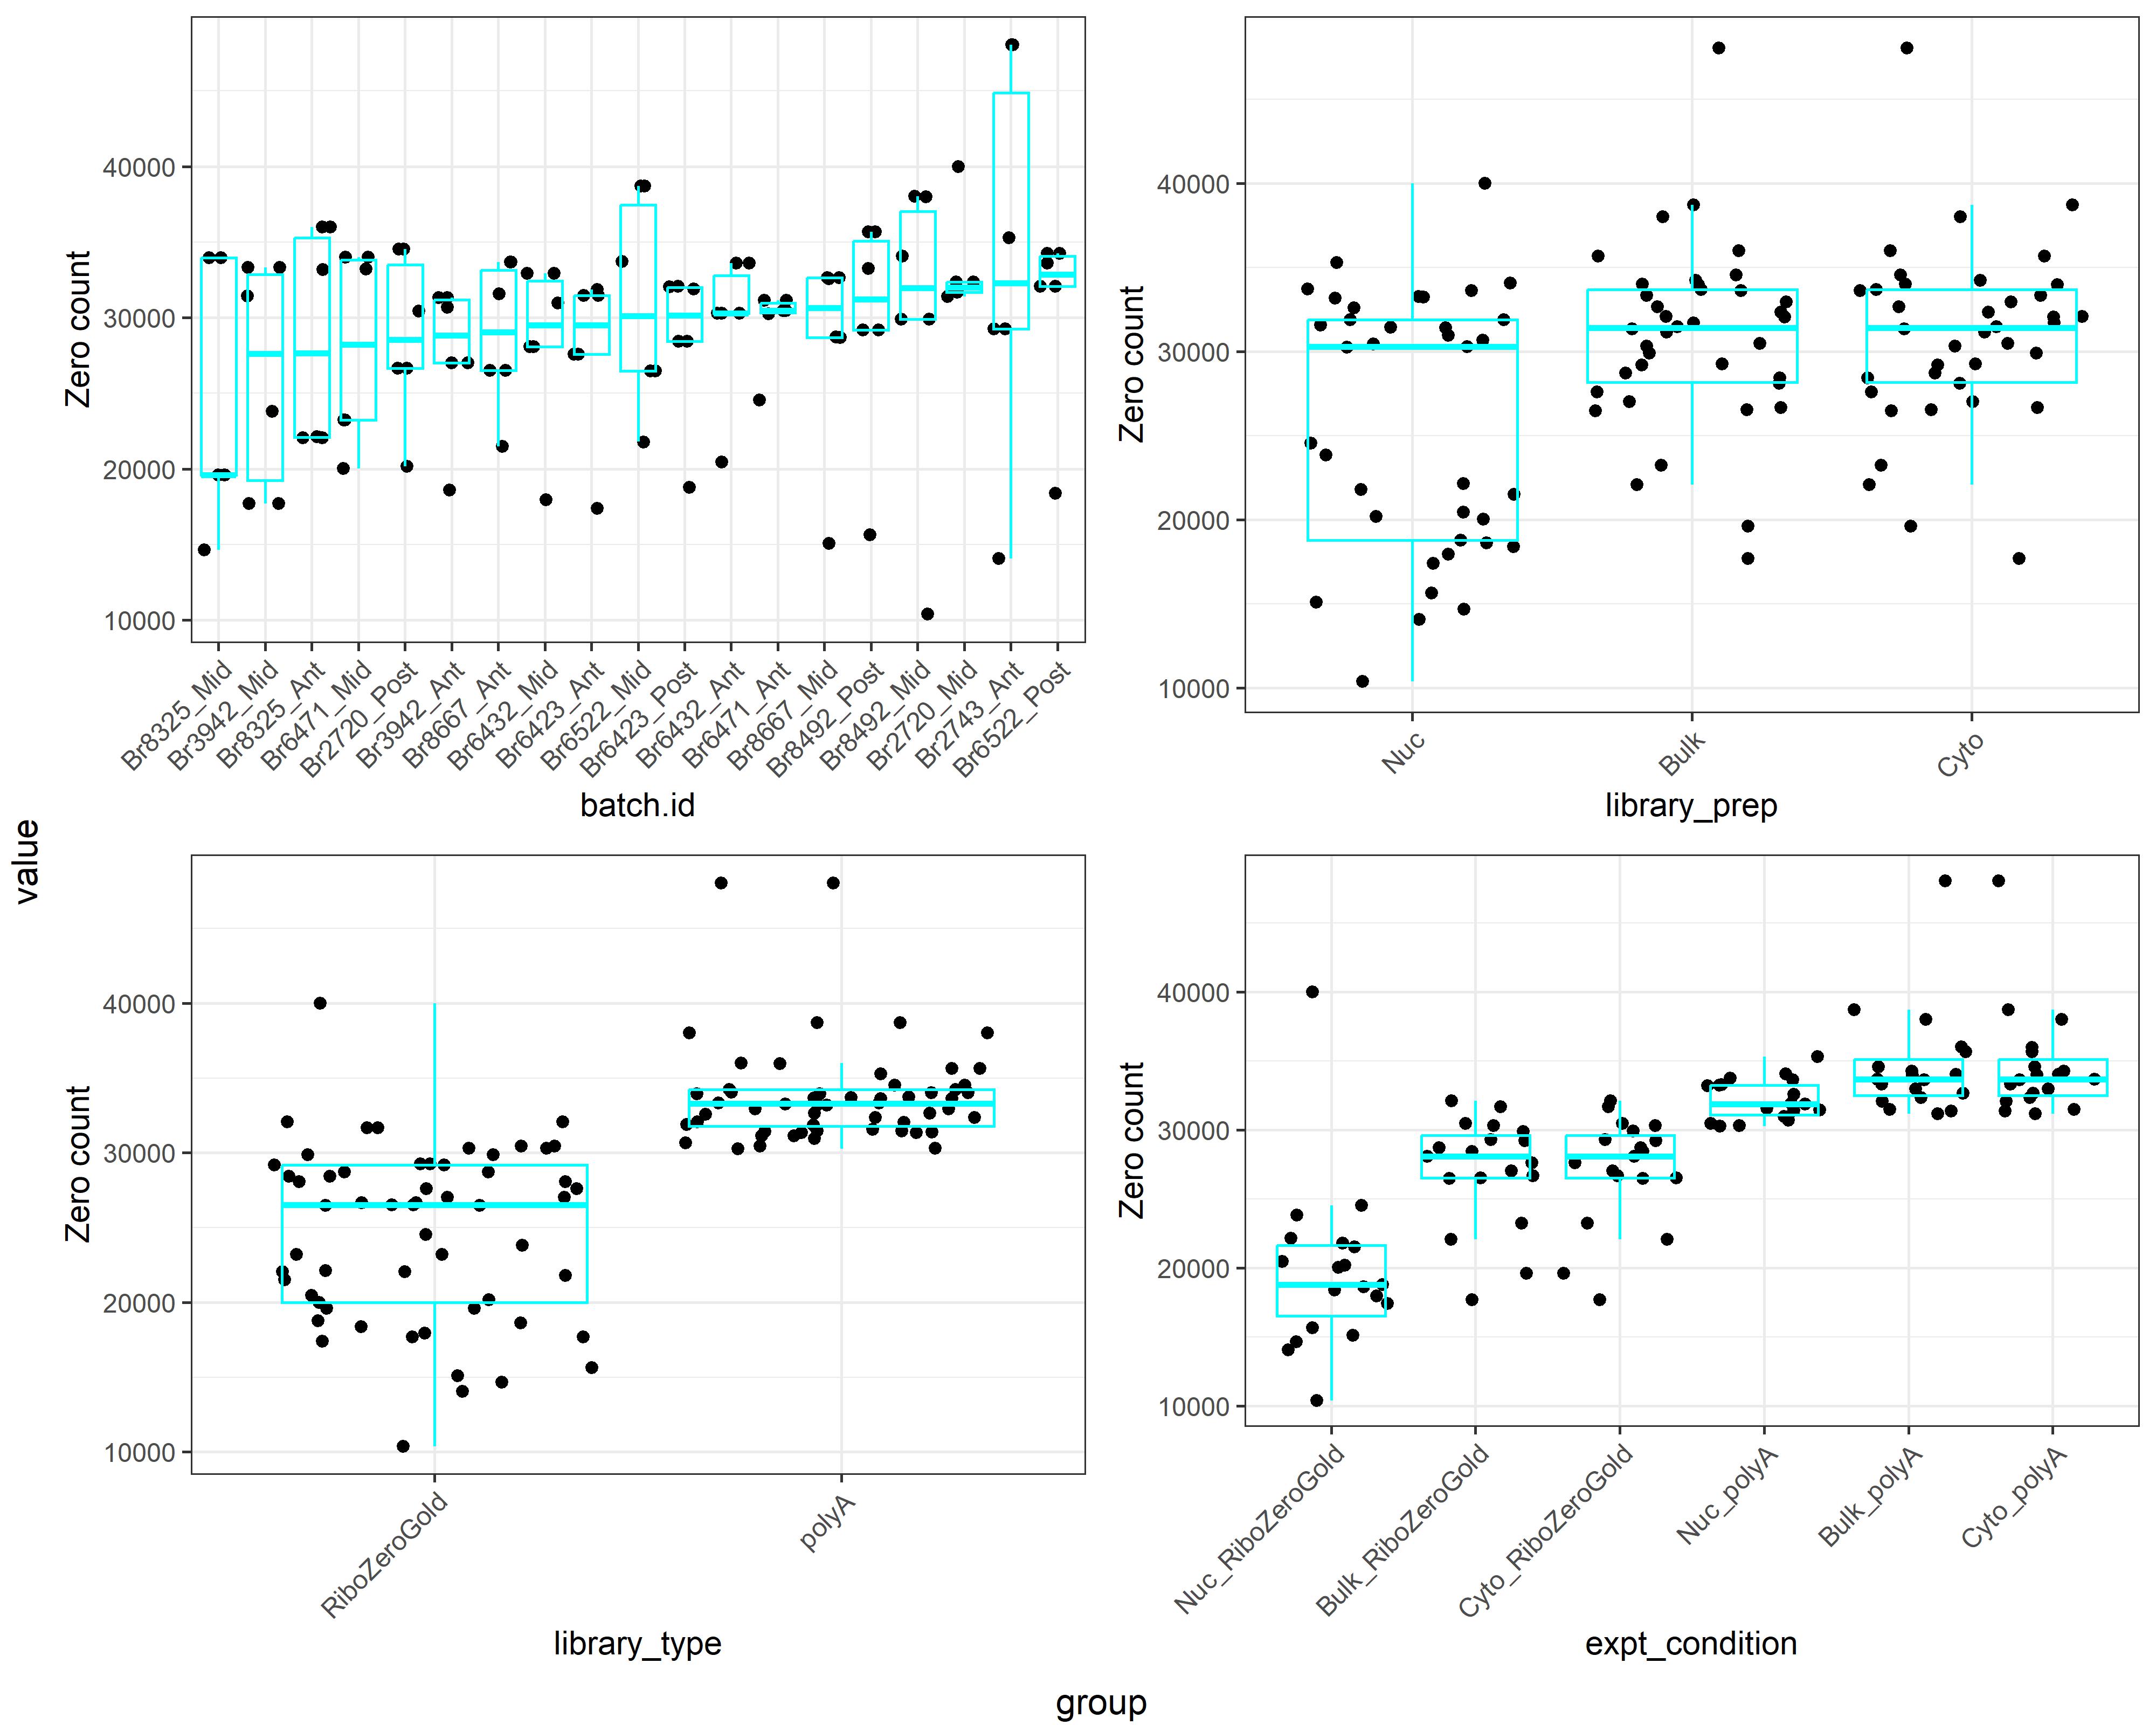 value
Zero count
40000
30000
20000
10000
Br8325_Mid
Br3942_Mid
Br8325_Ant
Br6471_Mid
Br2720_Post
Br3942_Ant
Br8667_Ant
Br6432_Mid
Br6423_Ant
Br6522_Mid
Br6423_Post
Br6432_Ant
Br6471_Ant
Br8667_Mid
Br8492_Post
Br8492_Mid
Br2720_Mid
Br2743_Ant
Br6522_Post
batch.id
Zero count
40000
30000
20000
10000
Nuc
Bulk
Cyto
library_prep
Zero count
40000
30000
20000
10000
RiboZeroGold
polyA
library_type
Zero count
40000
30000
20000
10000
Nuc_RiboZeroGold
Bulk_RiboZeroGold
Cyto_RiboZeroGold
Nuc_polyA
Bulk_polyA
Cyto_polyA
expt_condition
group